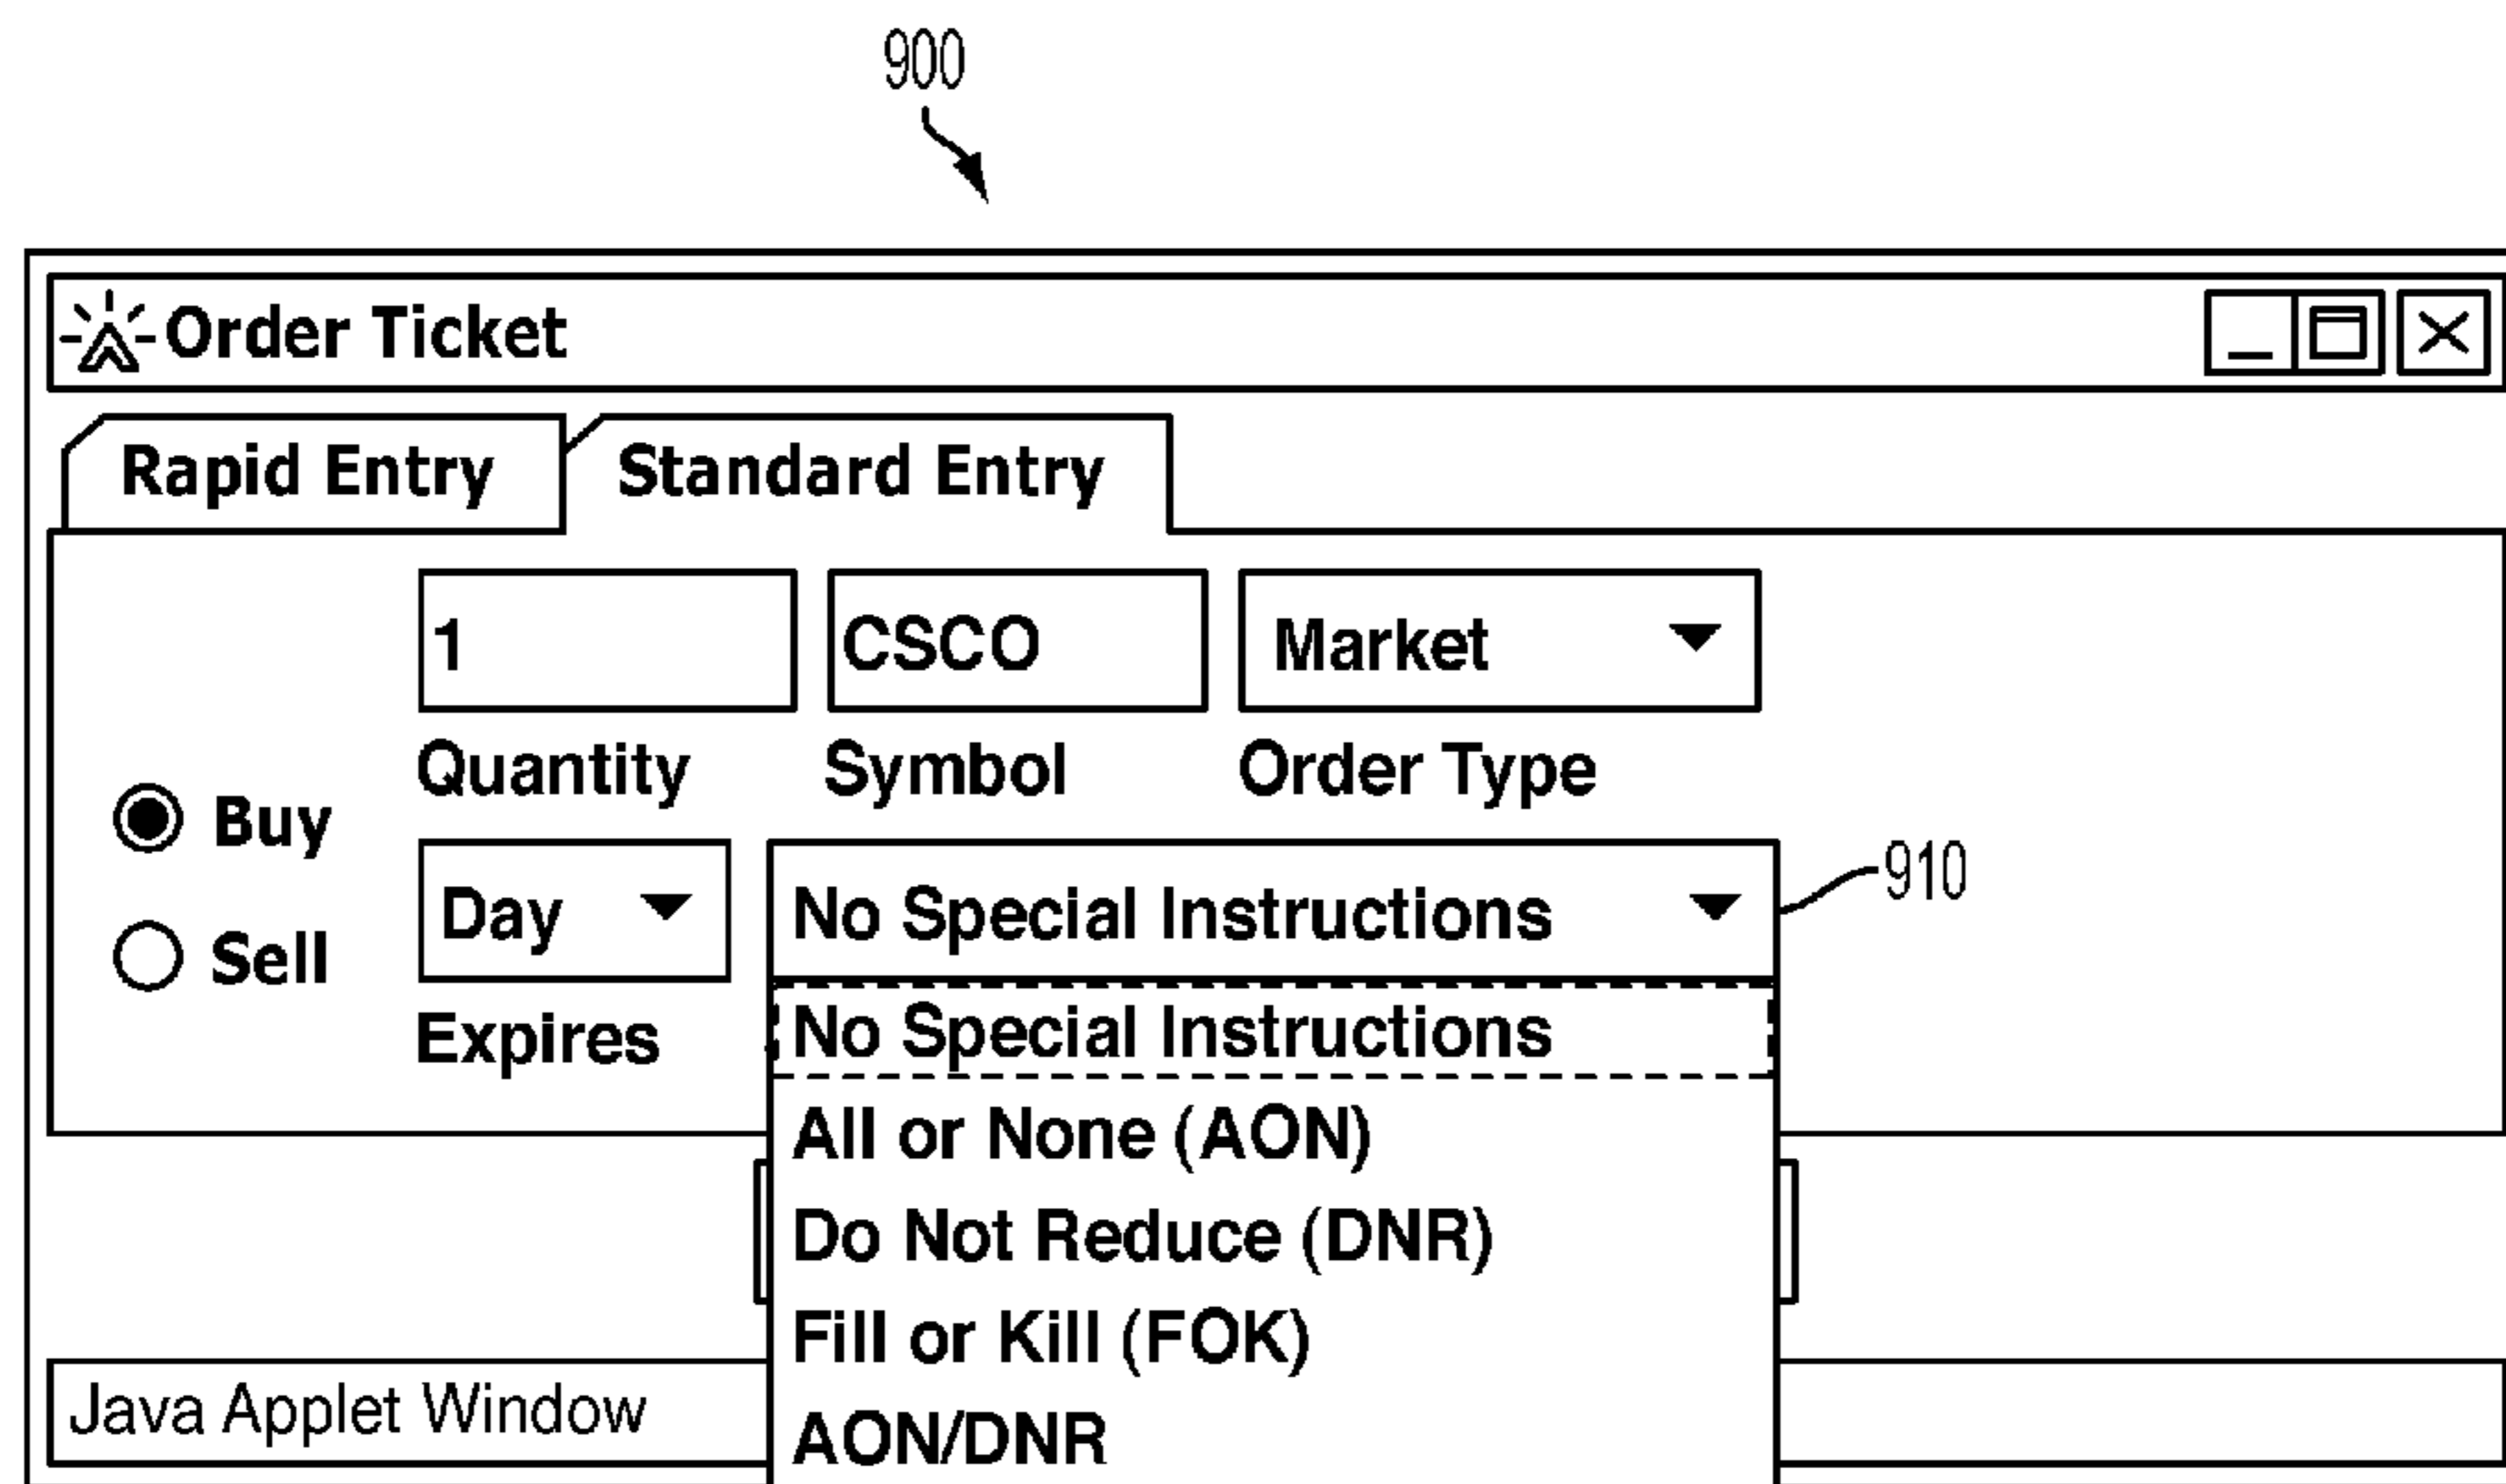 900
Order Ticket
Rapid Entry Standard Entry
1 CSCO Market
Quantity Symbol Order Type
Buy
Sell
Day No Special Instructions 910
Expires
No Special Instructions
All or None (AON)
Do Not Reduce (DNR)
Fill or Kill (FOK)
AON/DNR
Java Applet Window